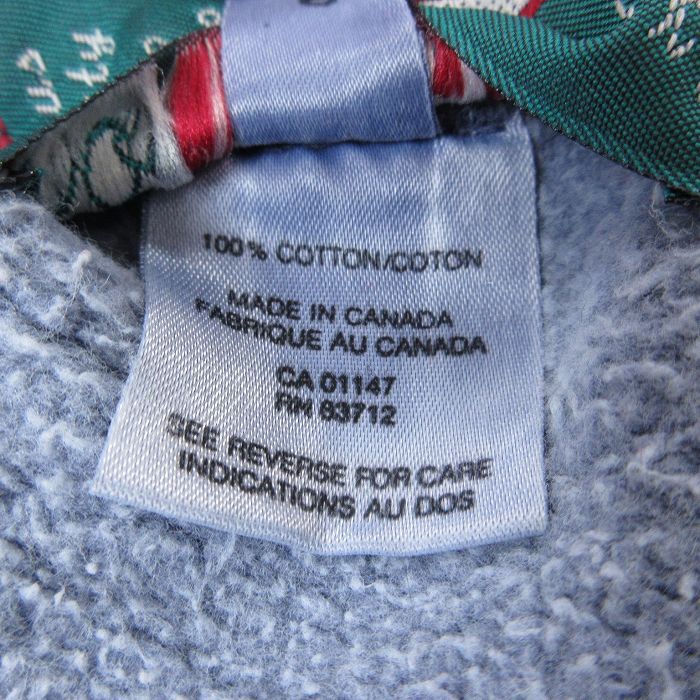 100% COTTON/COTON
MADE IN CANADA
FABRIQUE AU CANADA
CA 01147
RN 83712
SEE REVERSE FOR CARE
INDICATIONS AU DOS